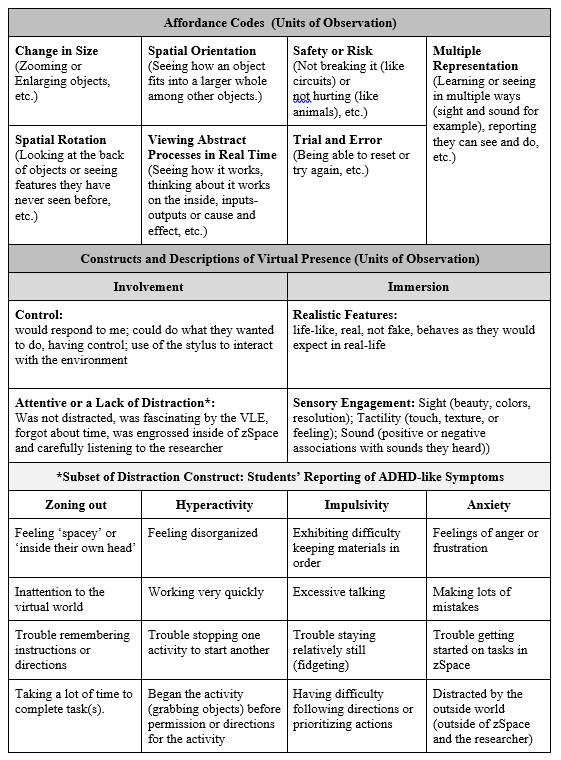 Affordance Codes (Units of Observation)
Change in Size
(Zooming or
Enlarging objects,
etc.)
Spatial Orientation
(Seeing how an object
fits into a larger whole
among other objects.)
Safety or Risk
(Not breaking it (like
circuits) or
not hurting (like
animals), etc.)
Multiple
Representation
(Learning or seeing
in multiple ways
(sight and sound for
example), reporting
they can see and do,
etc.)
Spatial Rotation
(Looking at the back
of objects or seeing
features they have
never seen before,
etc.)
Viewing Abstract
Processes in Real Time
(Seeing how it works,
thinking about it works
on the inside, inputs-
outputs or cause and
effect, etc.)
Trial and Error
(Being able to reset or
try again, etc.)
Constructs and Descriptions of Virtual Presence (Units of Observation)
Involvement
Immersion
Control:
would respond to me; could do what they wanted
to do, having control; use of the stylus to interact
with the environment
Realistic Features:
life-like, real, not fake, behaves as they would
expect in real-life
Attentive or a Lack of Distraction*:
Was not distracted, was fascinating by the VLE,
forgot about time, was engrossed inside of zSpace
and carefully listening to the researcher
Sensory Engagement: Sight (beauty, colors,
resolution); Tactility (touch, texture, or
feeling); Sound (positive or negative
associations with sounds they heard))
*Subset of Distraction Construct: Students’ Reporting of ADHD-like Symptoms
Zoning out
Hyperactivity
Impulsivity
Anxiety
Feeling ‘spacey’ or
‘inside their own head’
Feeling disorganized
Exhibiting difficulty
keeping materials in
order
Feelings of anger or
frustration
Inattention to the
virtual world
Working very quickly
Excessive talking
Making lots of
mistakes
Trouble remembering
instructions or
directions
Trouble stopping one
activity to start another
Trouble staying
relatively still
(fidgeting)
Trouble getting
started on tasks in
zSpace
Taking a lot of time to
complete task(s).
Began the activity
(grabbing objects) before
permission or directions
for the activity
Having difficulty
following directions or
prioritizing actions
Distracted by the
outside world
(outside of zSpace
and the researcher)